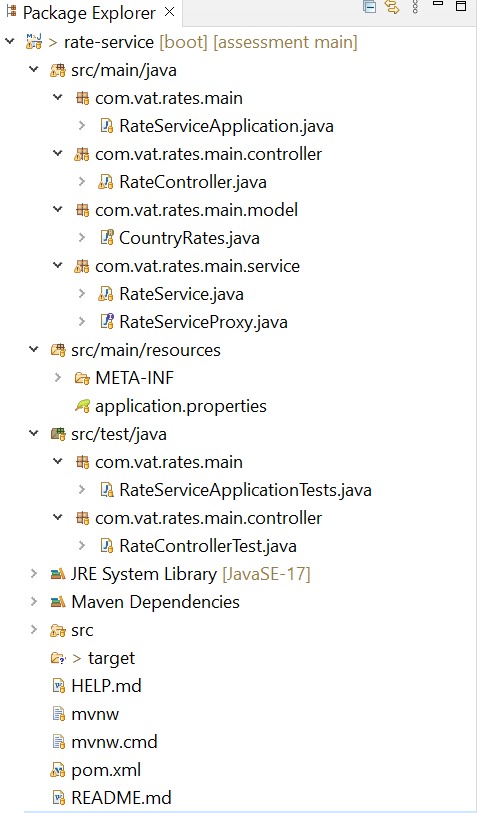 Package Explorer
> rate-service [boot] [assessment main]
src/main/java
com.vat.rates.main
RateServiceApplication.java
com.vat.rates.main.controller
RateController.java
com.vat.rates.main.model
CountryRates.java
com.vat.rates.main.service
RateService.java
RateServiceProxy.java
src/main/resources
META-INF
application.properties
src/test/java
com.vat.rates.main
RateServiceApplicationTests.java
com.vat.rates.main.controller
RateControllerTest.java
JRE System Library [JavaSE-17]
Maven Dependencies
src
> target
HELP.md
mvnw
mvnw.cmd
pom.xml
README.md